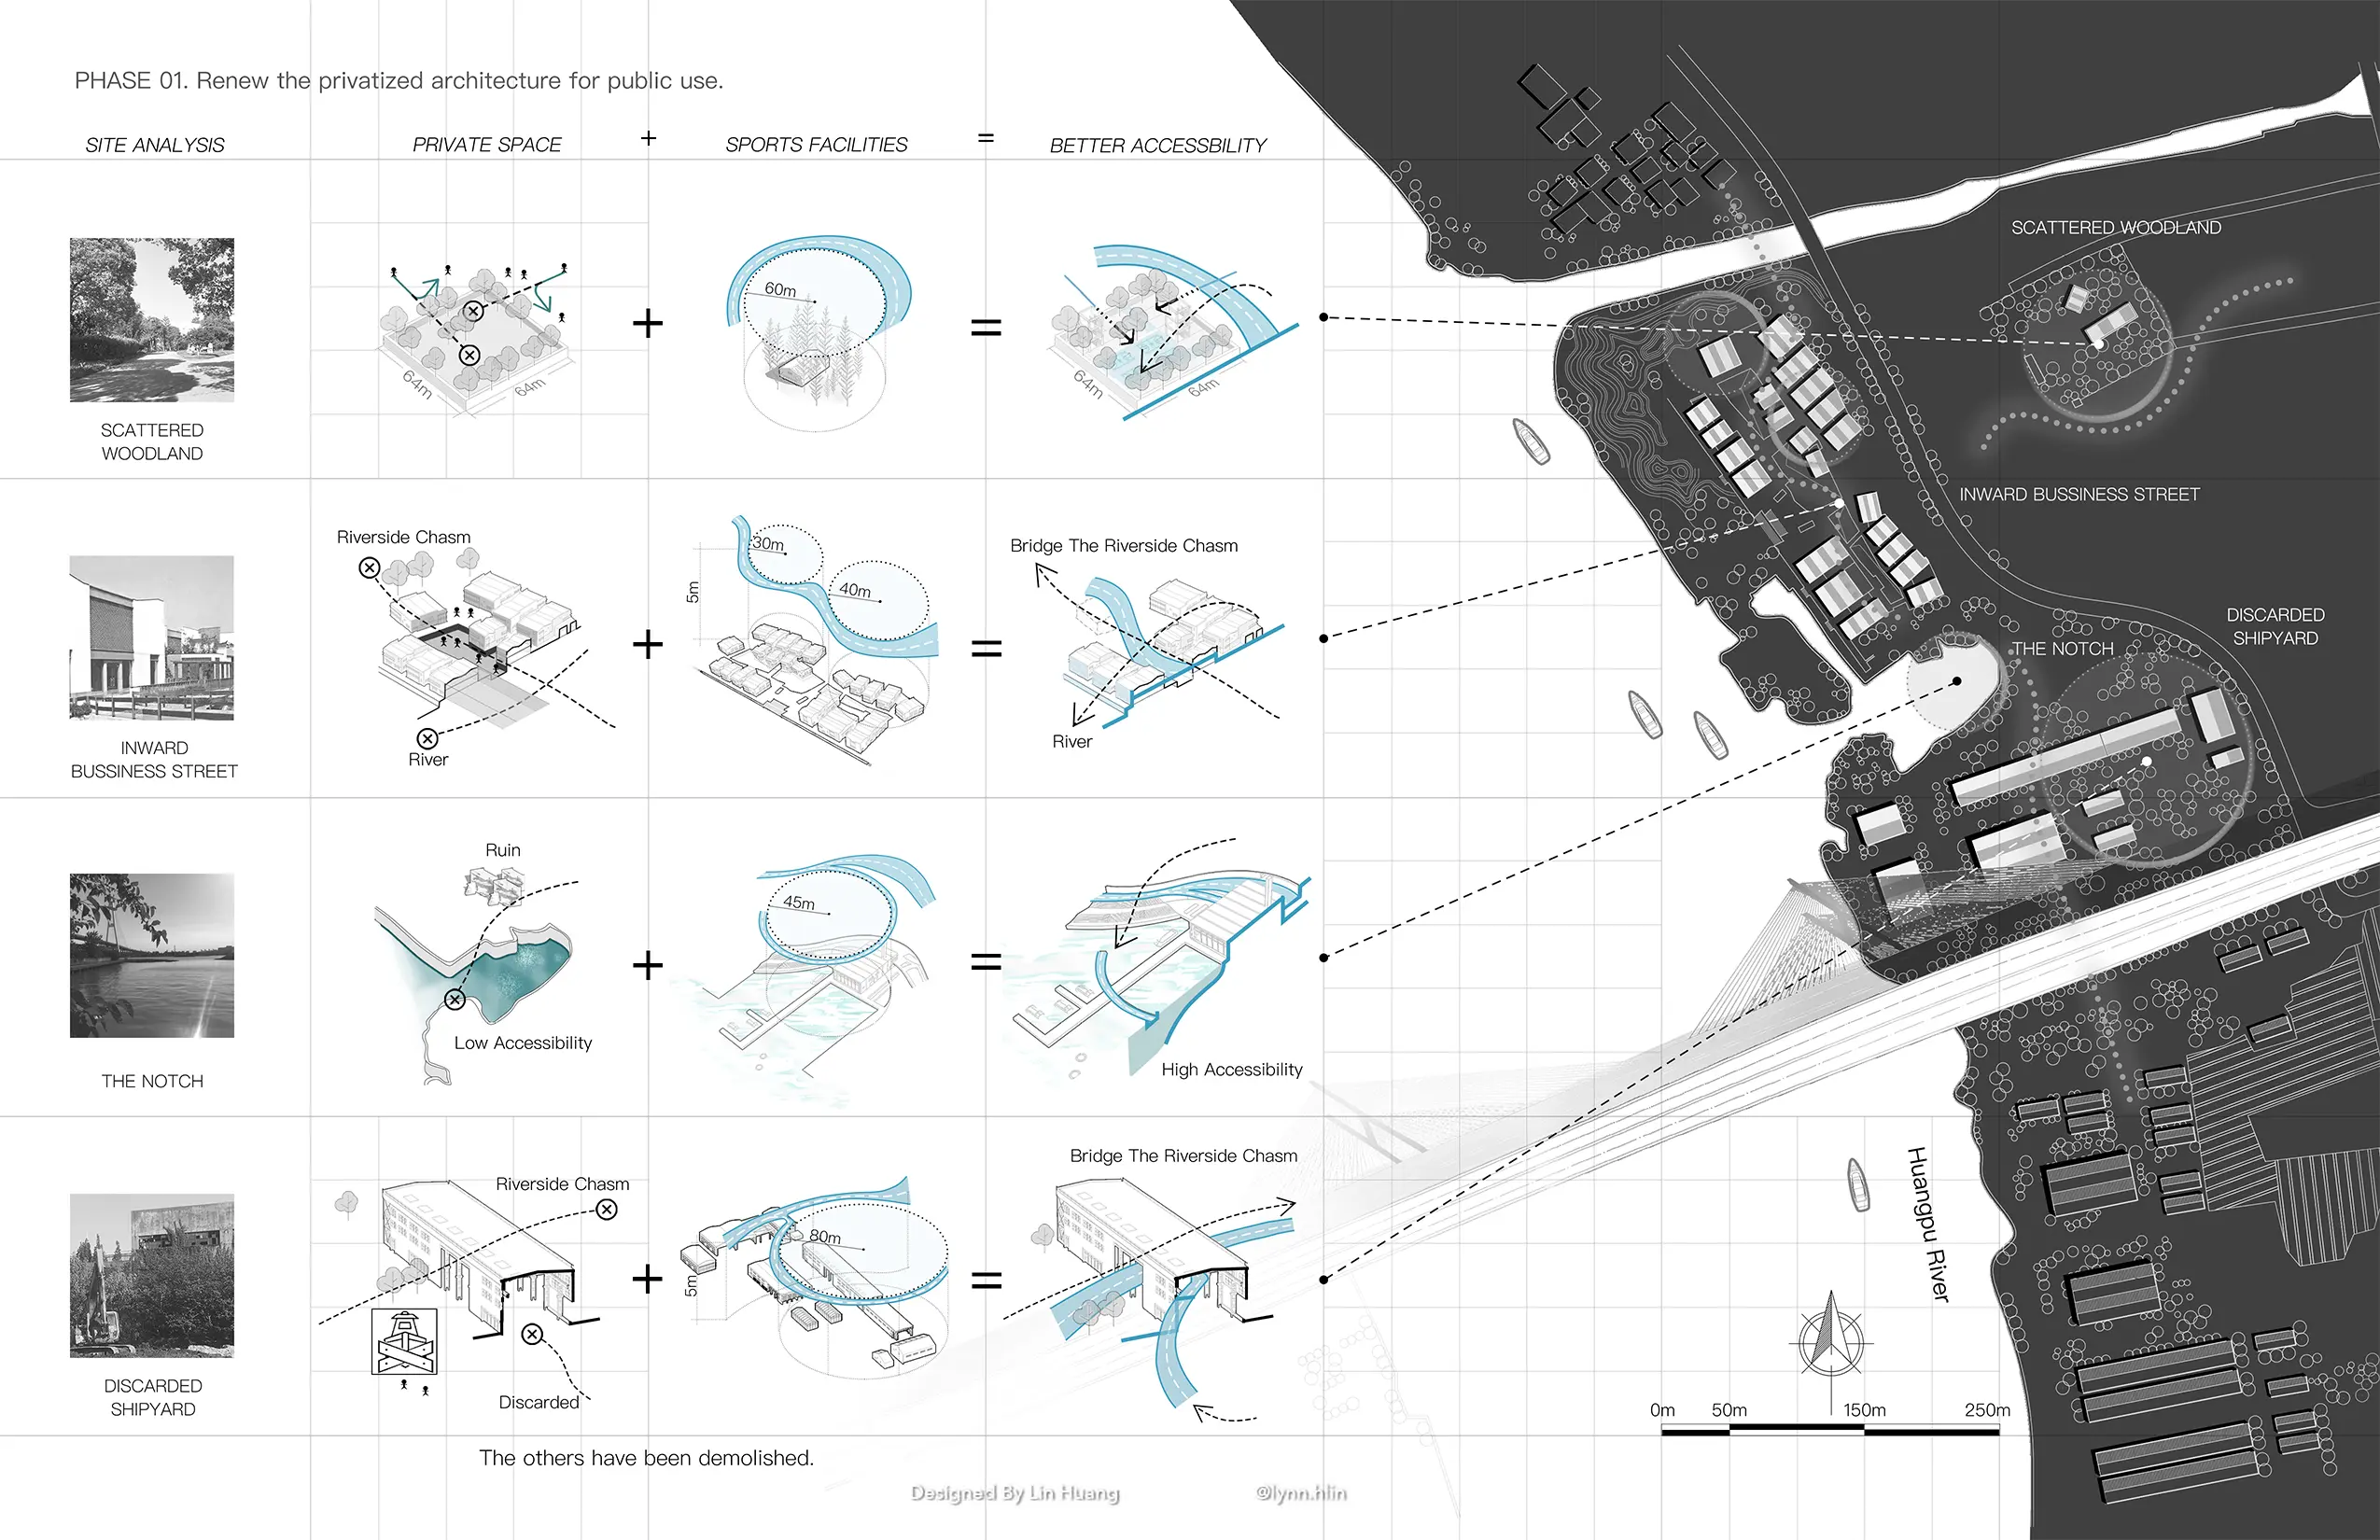 PHASE 01. Renew the privatized architecture for public use.
SITE ANALYSIS
PRIVATE SPACE
+
SPORTS FACILITIES
=
BETTER ACCESSBILITY
SCATTERED
WOODLAND
64m
64m
+
60m
=
64m
64m
INWARD
BUSSINESS STREET
Riverside Chasm
River
+
30m
40m
5m
=
Bridge The Riverside Chasm
River
THE NOTCH
Ruin
Low Accessibility
+
45m
=
High Accessibility
DISCARDED
SHIPYARD
Riverside Chasm
Discarded
+
80m
5m
=
Bridge The Riverside Chasm
The others have been demolished.
SCATTERED WOODLAND
INWARD BUSSINESS STREET
DISCARDED
SHIPYARD
THE NOTCH
Huangpu River
0m 50m 150m 250m
Designed By Lin Huang @lynn.hlin